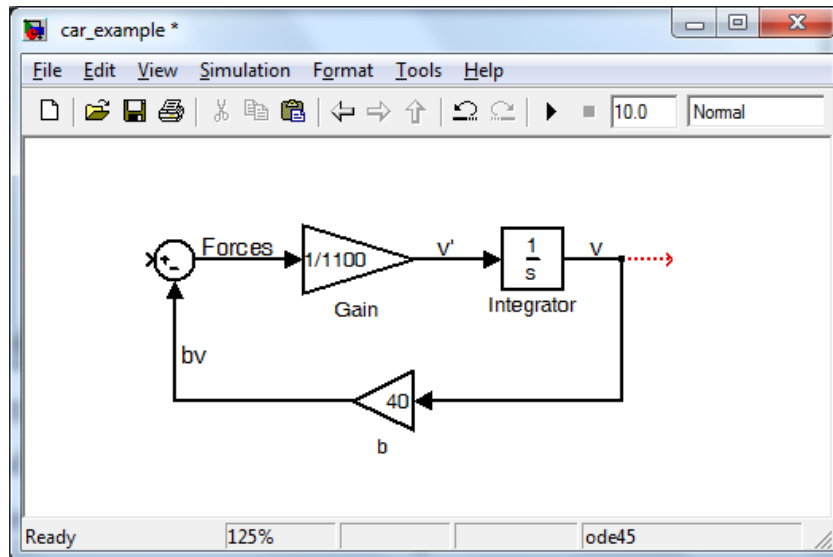 car_example *
File Edit View Simulation Format Tools Help
10.0 Normal
Forces 1/1100 v' 1 v
s
Gain Integrator
bv
40
b
Ready 125% ode45